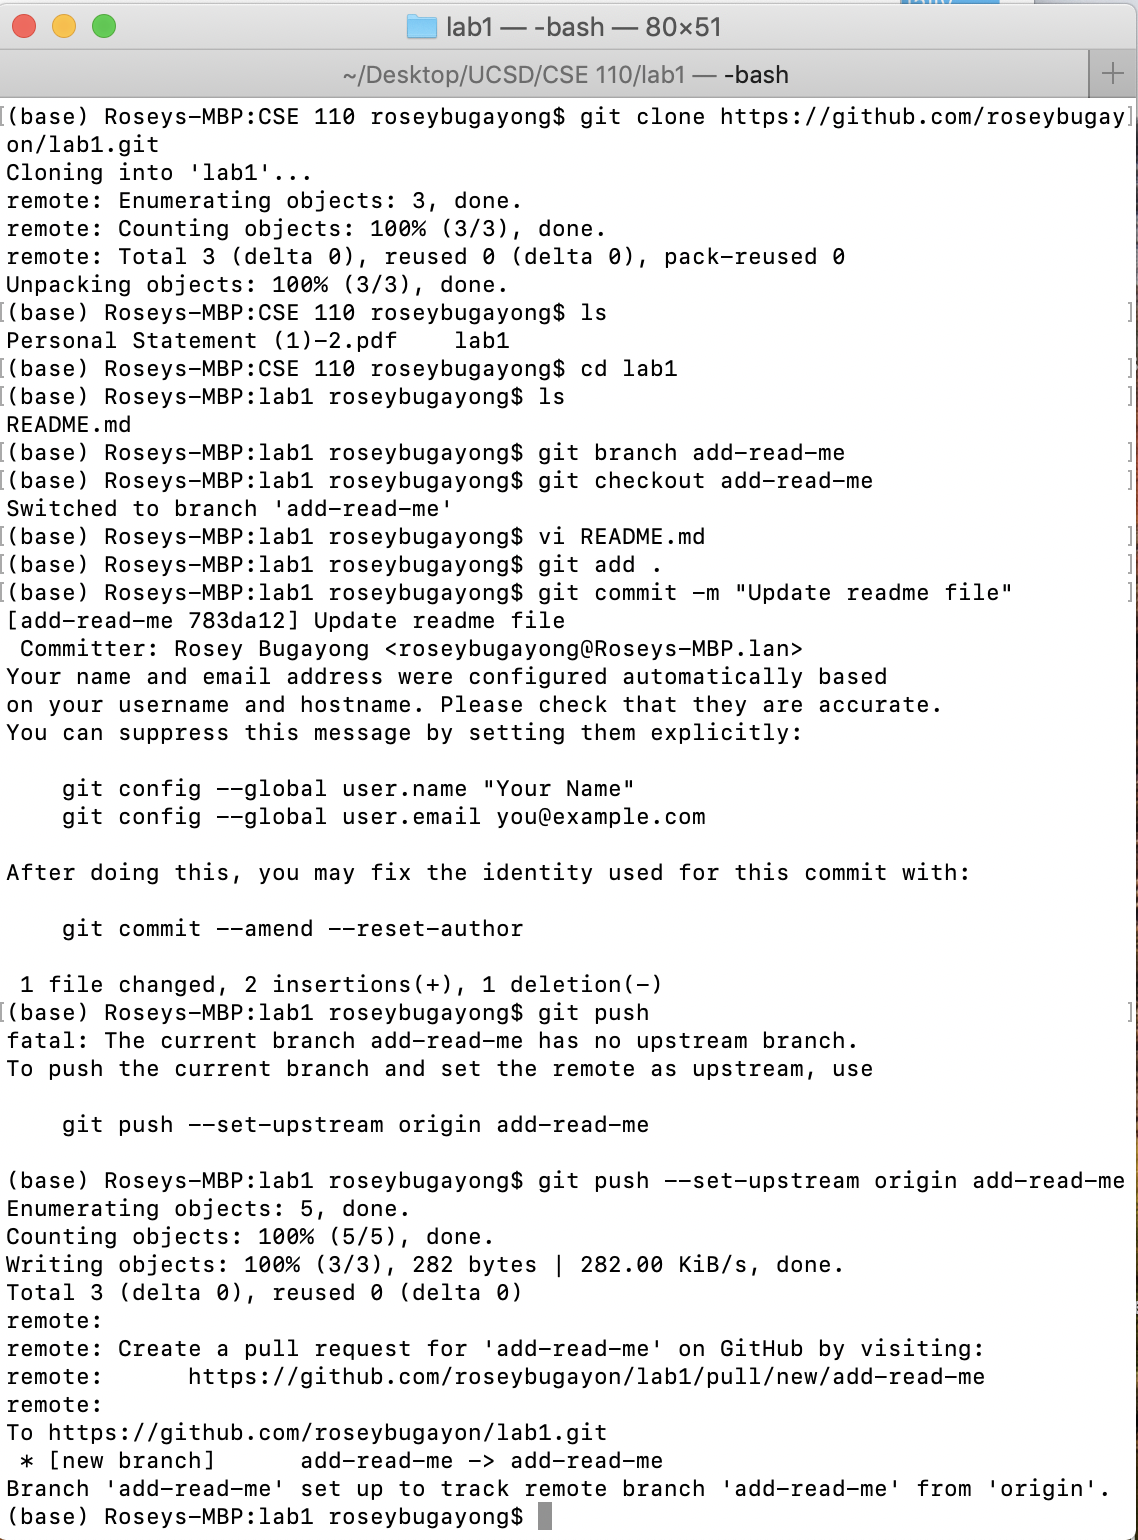 lab1 — -bash — 80×51
~/Desktop/UCSD/CSE 110/lab1 — -bash
[(base) Roseys-MBP:CSE 110 roseybugayong$ git clone https://github.com/roseybugay]
on/lab1.git
Cloning into 'lab1'...
remote: Enumerating objects: 3, done.
remote: Counting objects: 100% (3/3), done.
remote: Total 3 (delta 0), reused 0 (delta 0), pack-reused 0
Unpacking objects: 100% (3/3), done.
[(base) Roseys-MBP:CSE 110 roseybugayong$ ls ]
Personal Statement (1)-2.pdf    lab1
[(base) Roseys-MBP:CSE 110 roseybugayong$ cd lab1 ]
[(base) Roseys-MBP:lab1 roseybugayong$ ls ]
README.md
[(base) Roseys-MBP:lab1 roseybugayong$ git branch add-read-me ]
[(base) Roseys-MBP:lab1 roseybugayong$ git checkout add-read-me ]
Switched to branch 'add-read-me'
[(base) Roseys-MBP:lab1 roseybugayong$ vi README.md ]
[(base) Roseys-MBP:lab1 roseybugayong$ git add . ]
[(base) Roseys-MBP:lab1 roseybugayong$ git commit -m "Update readme file" ]
[add-read-me 783da12] Update readme file
 Committer: Rosey Bugayong <roseybugayong@Roseys-MBP.lan>
Your name and email address were configured automatically based
on your username and hostname. Please check that they are accurate.
You can suppress this message by setting them explicitly:
    git config --global user.name "Your Name"
    git config --global user.email you@example.com
After doing this, you may fix the identity used for this commit with:
    git commit --amend --reset-author
 1 file changed, 2 insertions(+), 1 deletion(-)
[(base) Roseys-MBP:lab1 roseybugayong$ git push ]
fatal: The current branch add-read-me has no upstream branch.
To push the current branch and set the remote as upstream, use
    git push --set-upstream origin add-read-me
(base) Roseys-MBP:lab1 roseybugayong$ git push --set-upstream origin add-read-me
Enumerating objects: 5, done.
Counting objects: 100% (5/5), done.
Writing objects: 100% (3/3), 282 bytes | 282.00 KiB/s, done.
Total 3 (delta 0), reused 0 (delta 0)
remote:
remote: Create a pull request for 'add-read-me' on GitHub by visiting:
remote:      https://github.com/roseybugayon/lab1/pull/new/add-read-me
remote:
To https://github.com/roseybugayon/lab1.git
 * [new branch]      add-read-me -> add-read-me
Branch 'add-read-me' set up to track remote branch 'add-read-me' from 'origin'.
(base) Roseys-MBP:lab1 roseybugayong$